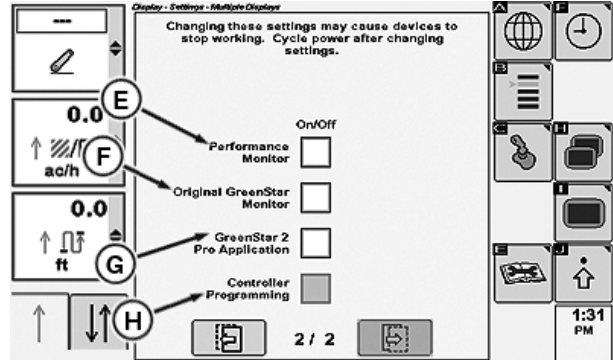 Display - Settings - Multiple Displays
Changing these settings may cause devices to
stop working. Cycle power after changing
settings.
---
0.0
ac/h
0.0
ft
On/Off
E
Performance
Monitor
F
Original GreenStar
Monitor
G
GreenStar 2
Pro Application
H
Controller
Programming
2 / 2
A
F
B
C
H
I
E
J
1:31
PM